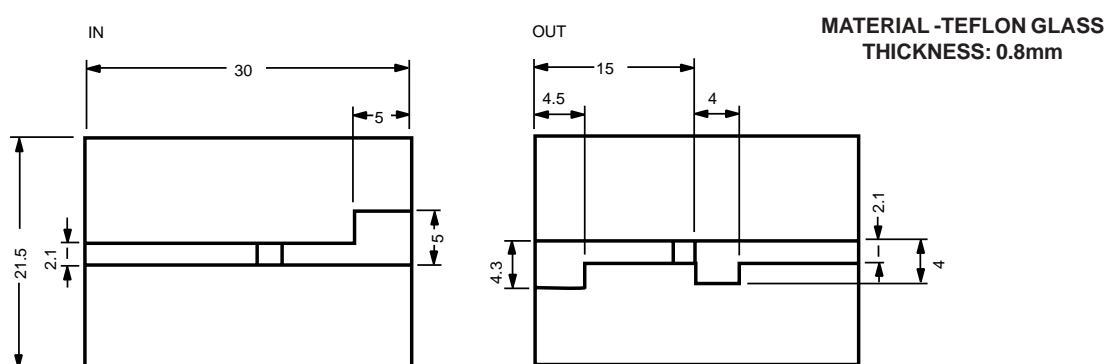 IN
OUT
MATERIAL -TEFLON GLASS
THICKNESS: 0.8mm
30
15
4.5
4
5
21.5
2.1
5
4.3
2.1
4